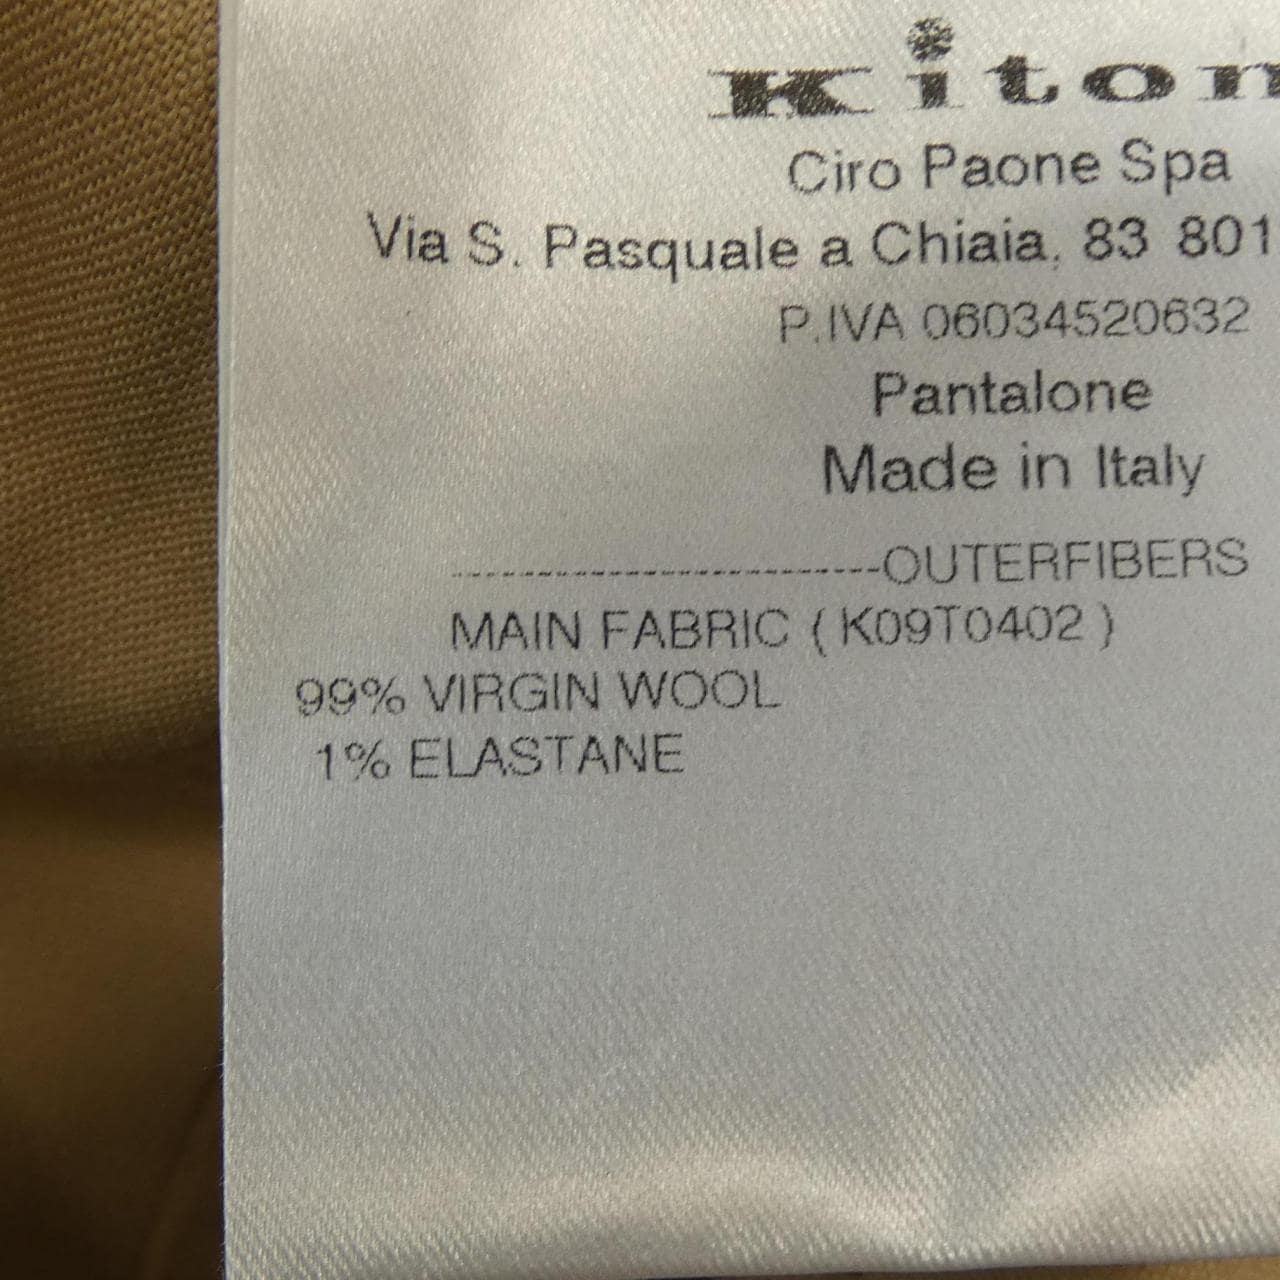 Kiton
Ciro Paone Spa
Via S. Pasquale a Chiaia, 83 801
P.IVA 06034520632
Pantalone
Made in Italy
--------------------------OUTERFIBERS
MAIN FABRIC ( K09T0402 )
99% VIRGIN WOOL
1% ELASTANE